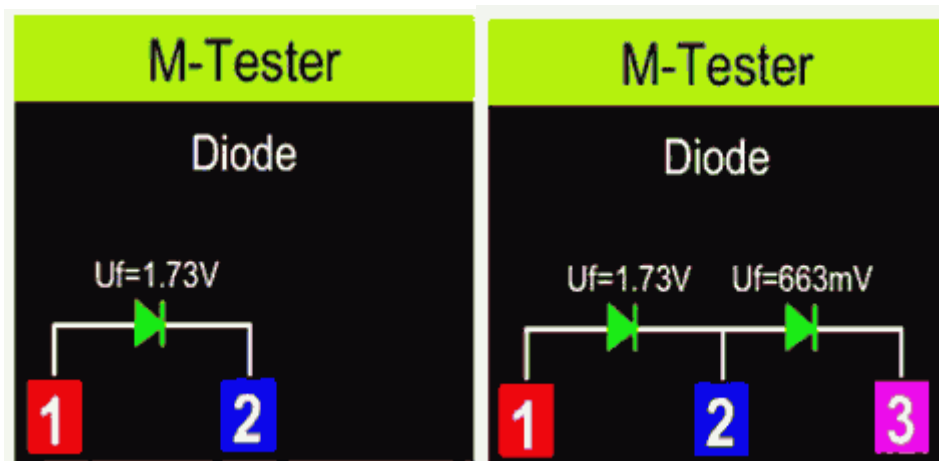 M-Tester
Diode
Uf=1.73V
1 2
M-Tester
Diode
Uf=1.73V Uf=663mV
1 2 3